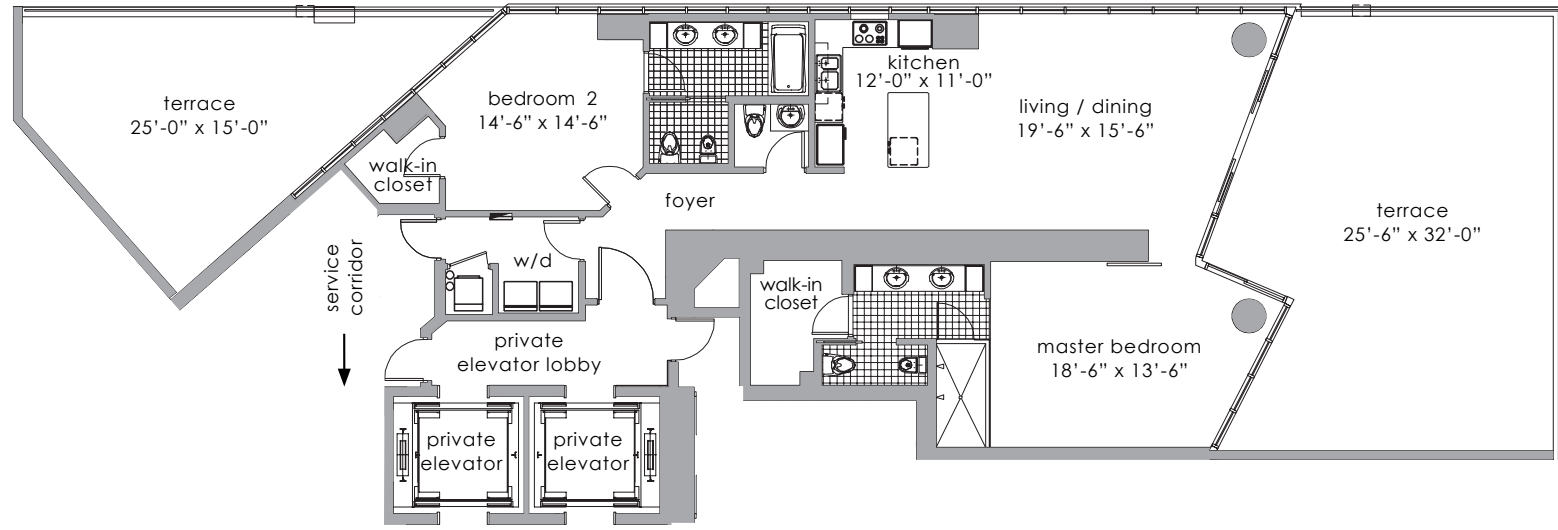 terrace
25’-0” x 15’-0”
bedroom 2
14’-6” x 14’-6”
kitchen
12’-0” x 11’-0”
living / dining
19’-6” x 15’-6”
walk-in
closet
foyer
terrace
25’-6” x 32’-0”
service
corridor
w/d
walk-in
closet
private
elevator lobby
master bedroom
18’-6” x 13’-6”
private
elevator
private
elevator